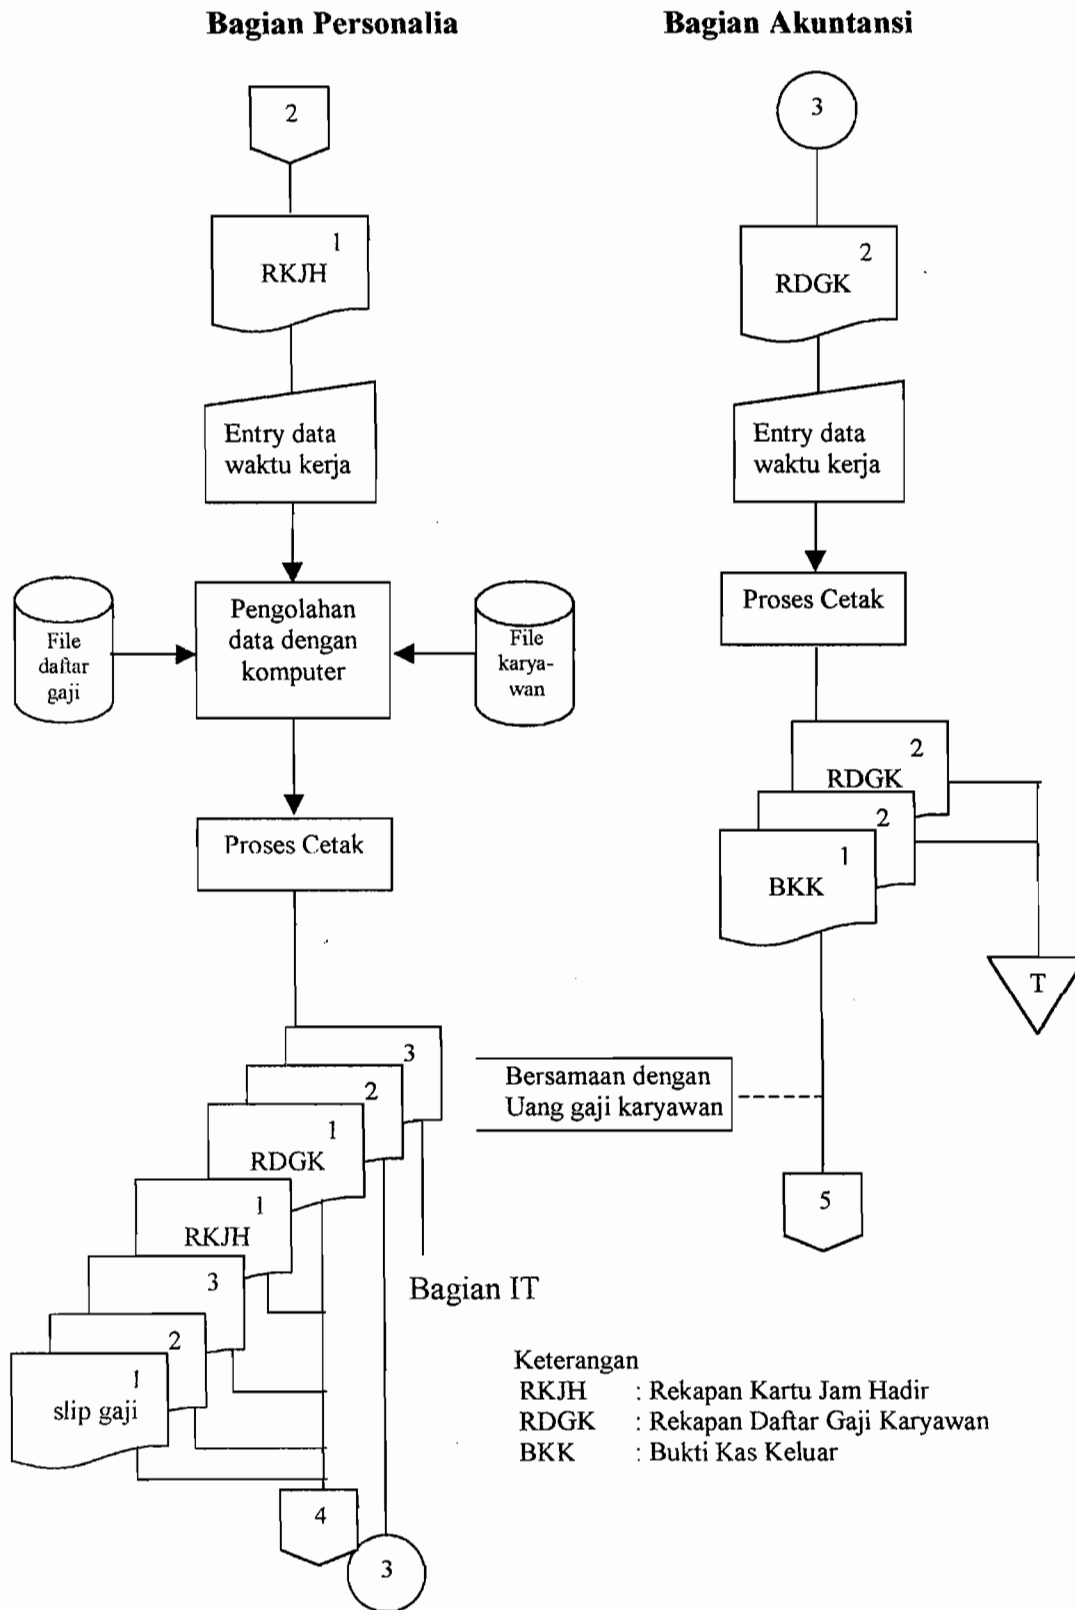 Bagian Personalia
Bagian Akuntansi
2
1
RKJH
Entry data
waktu kerja
File
daftar
gaji
Pengolahan
data dengan
komputer
File
karya-
wan
Proses Cetak
3
2
1
RDGK
1
RKJH
3
2
1
slip gaji
Bagian IT
4
3
3
2
RDGK
Entry data
waktu kerja
Proses Cetak
2
RDGK
2
1
BKK
T
Bersamaan dengan
Uang gaji karyawan
5
Keterangan
RKJH : Rekapan Kartu Jam Hadir
RDGK : Rekapan Daftar Gaji Karyawan
BKK : Bukti Kas Keluar